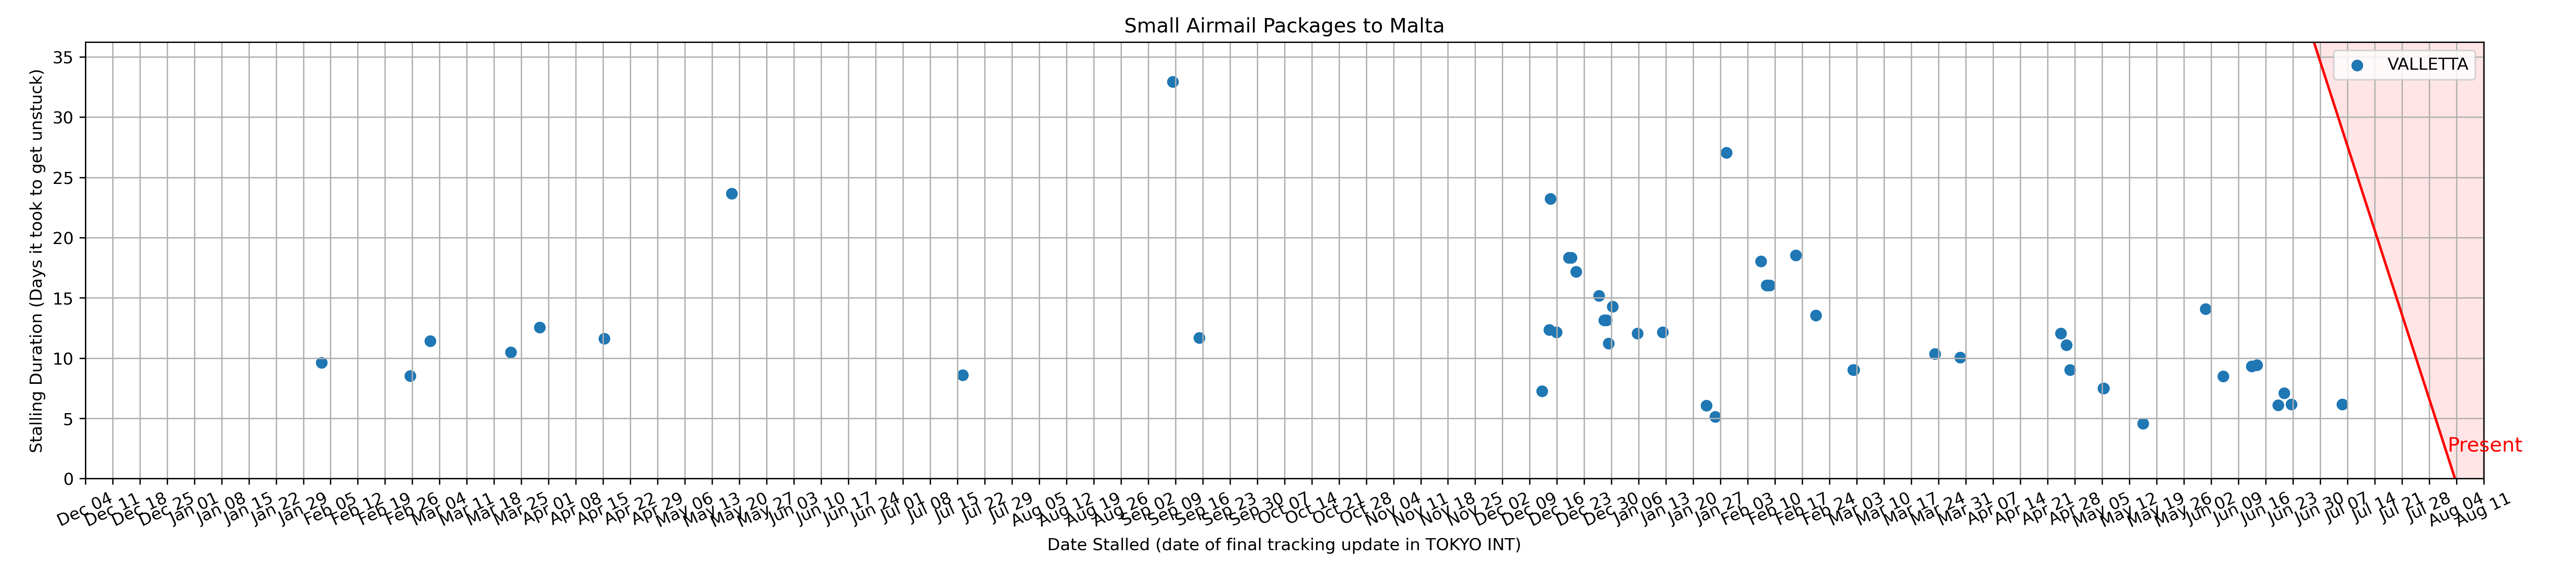 Small Airmail Packages to Malta
Stalling Duration (Days it took to get unstuck)
35
30
25
20
15
10
5
0
VALLETTA
Present
Dec 04 Dec 11 Dec 18 Dec 25 Jan 01 Jan 08 Jan 15 Jan 22 Jan 29 Feb 05 Feb 12 Feb 19 Feb 26 Mar 04 Mar 11 Mar 18 Mar 25 Apr 01 Apr 08 Apr 15 Apr 22 Apr 29 May 06 May 13 May 20 May 27 Jun 03 Jun 10 Jun 17 Jun 24 Jul 01 Jul 08 Jul 15 Jul 22 Jul 29 Aug 05 Aug 12 Aug 19 Aug 26 Sep 02 Sep 09 Sep 16 Sep 23 Sep 30 Oct 07 Oct 14 Oct 21 Oct 28 Nov 04 Nov 11 Nov 18 Nov 25 Dec 02 Dec 09 Dec 16 Dec 23 Dec 30 Jan 06 Jan 13 Jan 20 Jan 27 Feb 03 Feb 10 Feb 17 Feb 24 Mar 03 Mar 10 Mar 17 Mar 24 Mar 31 Apr 07 Apr 14 Apr 21 Apr 28 May 05 May 12 May 19 May 26 Jun 02 Jun 09 Jun 16 Jun 23 Jun 30 Jul 07 Jul 14 Jul 21 Jul 28 Aug 04 Aug 11
Date Stalled (date of final tracking update in TOKYO INT)